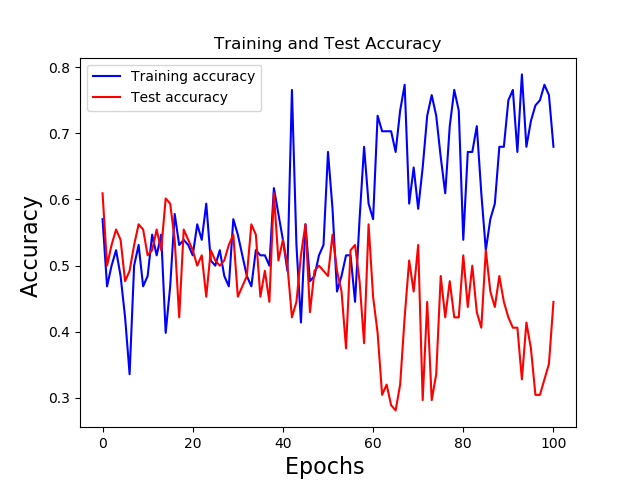 Training and Test Accuracy
Training accuracy
Test accuracy
Accuracy
0.8
0.7
0.6
0.5
0.4
0.3
0 20 40 60 80 100
Epochs